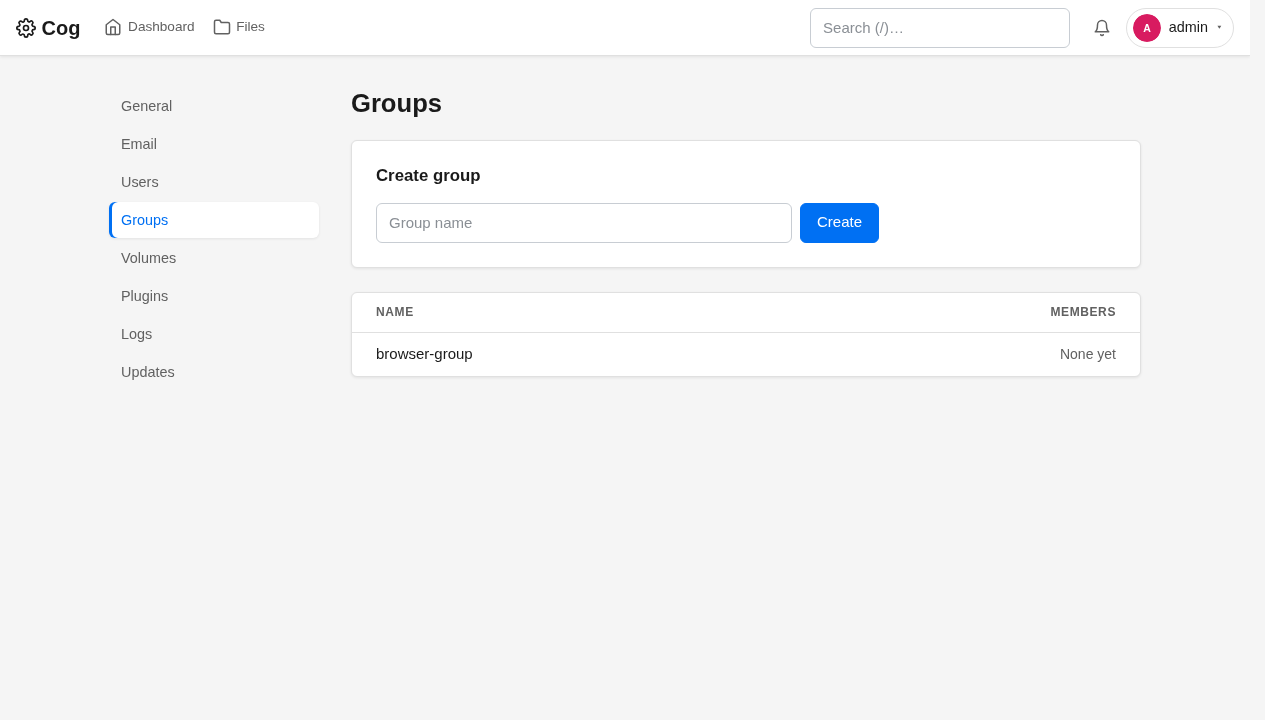 Cog Dashboard Files Search (/)… A admin
General
Email
Users
Groups
Volumes
Plugins
Logs
Updates
Groups
Create group
Group name Create
NAME MEMBERS
browser-group None yet